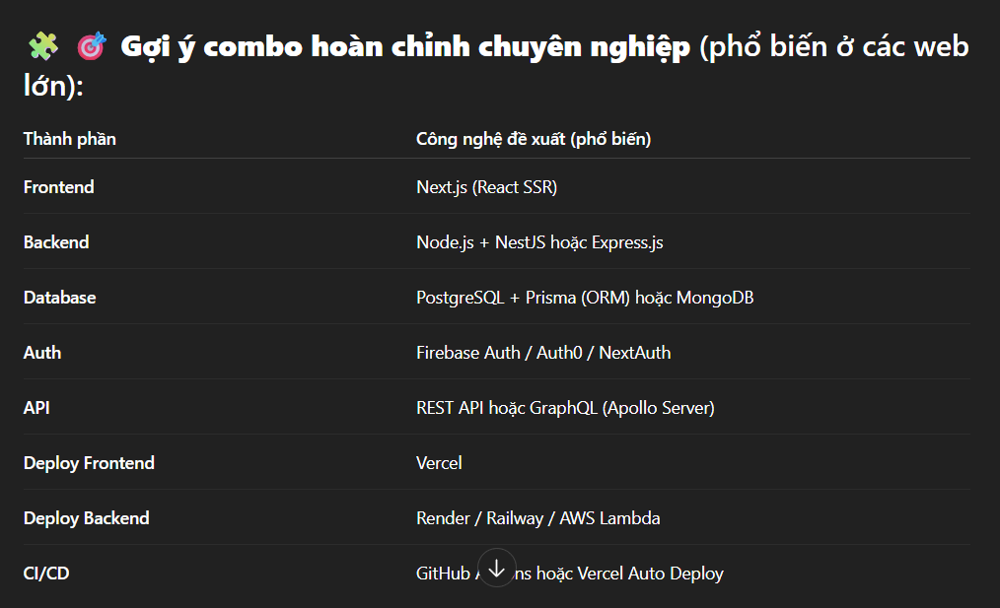 🧩 🎯 Gợi ý combo hoàn chỉnh chuyên nghiệp (phổ biến ở các web
lớn):
Thành phần Công nghệ đề xuất (phổ biến)
Frontend Next.js (React SSR)
Backend Node.js + NestJS hoặc Express.js
Database PostgreSQL + Prisma (ORM) hoặc MongoDB
Auth Firebase Auth / Auth0 / NextAuth
API REST API hoặc GraphQL (Apollo Server)
Deploy Frontend Vercel
Deploy Backend Render / Railway / AWS Lambda
CI/CD GitHub hoặc Vercel Auto Deploy